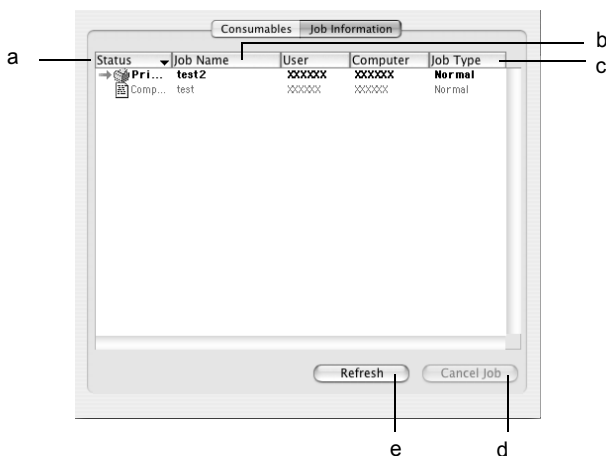 Consumables Job Information
b
a Status Job Name User Computer Job Type
c
Pri... test2 XXXXXX XXXXXX Normal
Comp... test XXXXXX XXXXXX Normal
Refresh Cancel Job
e d